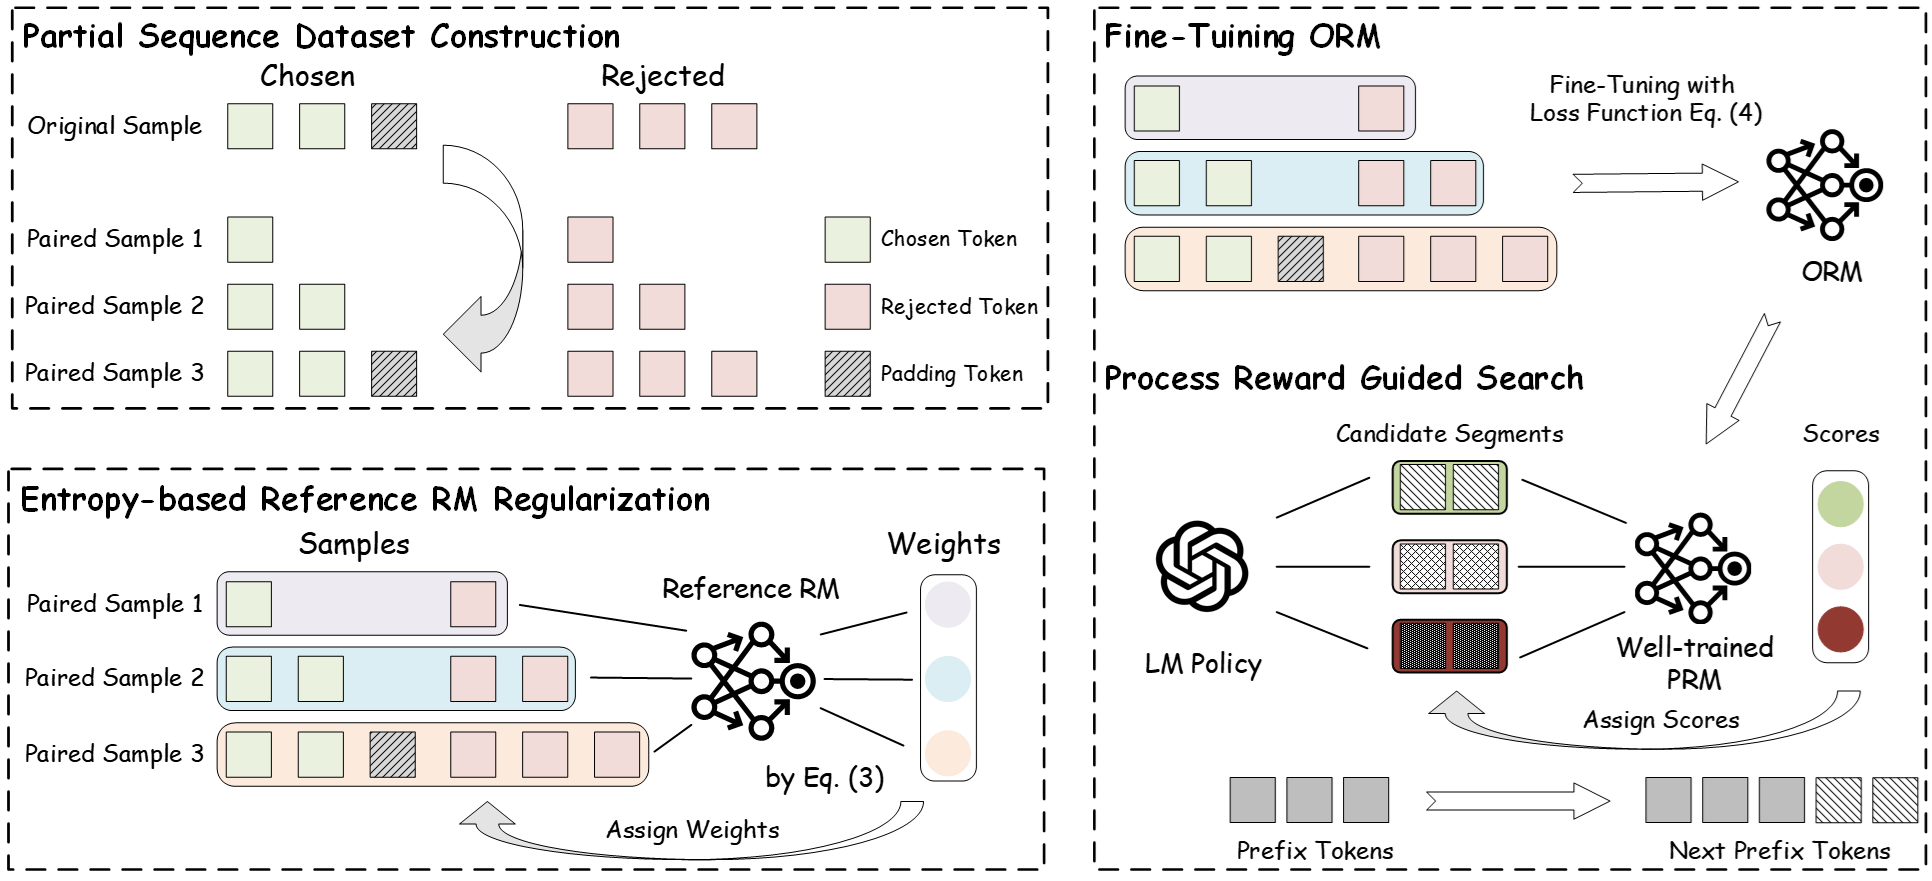 Partial Sequence Dataset Construction
Chosen
Rejected
Original Sample
Paired Sample 1
Chosen Token
Paired Sample 2
Rejected Token
Paired Sample 3
Padding Token
Entropy-based Reference RM Regularization
Samples
Weights
Paired Sample 1
Reference RM
Paired Sample 2
Paired Sample 3
by Eq. (3)
Assign Weights
Fine-Tuining ORM
Fine-Tuning with
Loss Function Eq. (4)
ORM
Process Reward Guided Search
Candidate Segments
Scores
LM Policy
Well-trained
PRM
Assign Scores
Prefix Tokens
Next Prefix Tokens